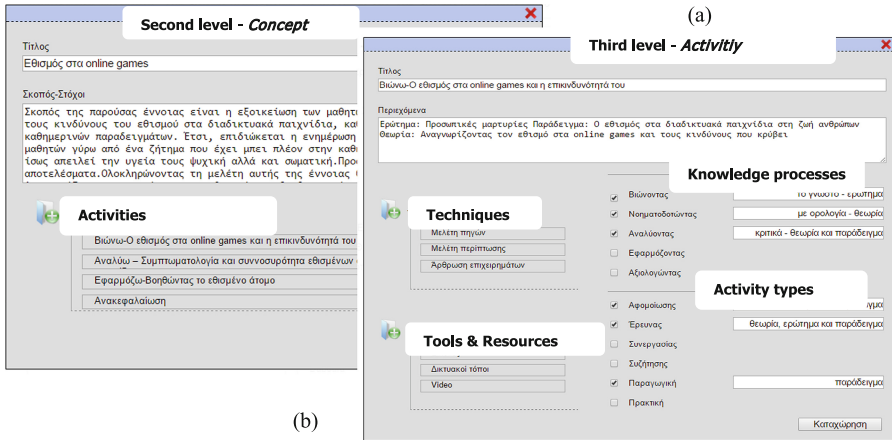 (a)
Second level - Concept
Τίτλος
Εθισμός στα online games
Σκοπός-Στόχοι
Σκοπός της παρούσας έννοιας είναι η εξοικείωση των μαθητ
τους κινδύνους του εθισμού στα διαδικτυακά παιχνίδια, κα
καθημερινών παραδειγμάτων. Έτσι, επιδιώκεται η ενημέρωση
μαθητών γύρω από ένα ζήτημα που έχει μπει πλέον στην καθ
ίσως απειλεί την υγεία τους ψυχική αλλά και σωματική.Προσ
αποτελέσματα.Ολοκληρώνοντας τη μελέτη αυτής της έννοιας
Activities
Βιώνω-Ο εθισμός στα online games και η επικινδυνότητά του
Αναλύω – Συμπτωματολογία και συννοσυρότητα εθισμένων
Εφαρμόζω-Βοηθώντας το εθισμένο άτομο
Ανακεφαλαίωση
(b)
Third level - Activitiy
Τίτλος
Βιώνω-Ο εθισμός στα online games και η επικινδυνότητά του
Περιεχόμενα
Ερώτημα: Προσωπικές μαρτυρίες Παράδειγμα: Ο εθισμός στα διαδικτυακά παιχνίδια στη ζωή ανθρώπων
Θεωρία: Αναγνωρίζοντας τον εθισμό στα online games και τους κινδύνους που κρύβει
Knowledge processes
Βιώνοντας το γνωστό - ερώτημα
Νοηματοδοτώντας με ορολογία - θεωρία
Αναλύοντας κριτικά - θεωρία και παράδειγμα
Εφαρμόζοντας
Αξιολογώντας
Techniques
Μελέτη πηγών
Μελέτη περίπτωσης
Άρθρωση επιχειρημάτων
Activity types
Αφομοίωσης
Έρευνας θεωρία, ερώτημα και παράδειγμα
Συνεργασίας
Συζήτησης
Παραγωγική παράδειγμα
Πρακτική
Tools & Resources
Δικτυακοί τόποι
Video
Καταχώρηση